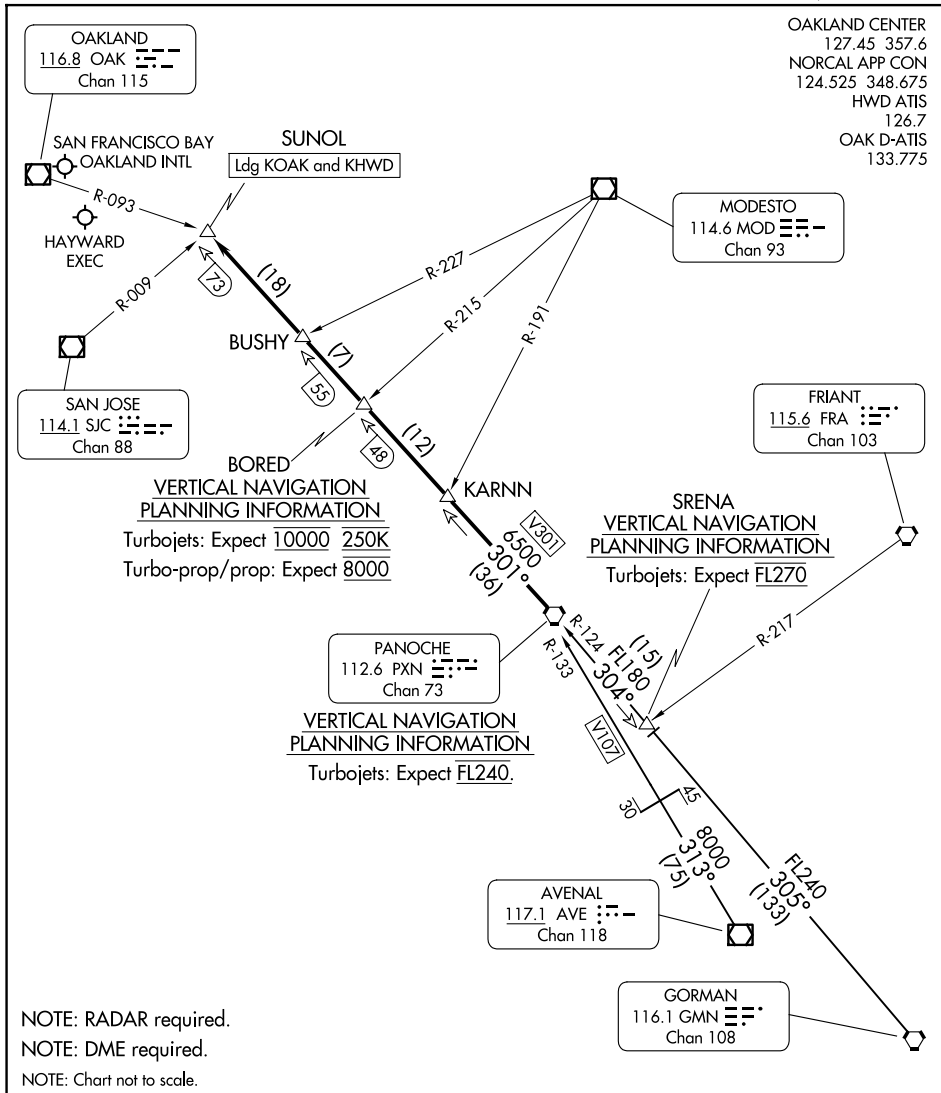 OAKLAND CENTER
127.45 357.6
NORCAL APP CON
124.525 348.675
HWD ATIS
126.7
OAK D-ATIS
133.775
OAKLAND
116.8 OAK
Chan 115
SAN FRANCISCO BAY
OAKLAND INTL
HAYWARD
EXEC
SUNOL
Ldg KOAK and KHWD
R-093
R-009
73
(18)
MODESTO
114.6 MOD
Chan 93
R-227
R-215
R-191
BUSHY
(7)
55
SAN JOSE
114.1 SJC
Chan 88
BORED
VERTICAL NAVIGATION
PLANNING INFORMATION
Turbojets: Expect 10000 250K
Turbo-prop/prop: Expect 8000
48
(12)
KARNN
FRIANT
115.6 FRA
Chan 103
R-217
SRENA
VERTICAL NAVIGATION
PLANNING INFORMATION
Turbojets: Expect FL270
V301
6500
301°
(36)
PANOCHE
112.6 PXN
Chan 73
VERTICAL NAVIGATION
PLANNING INFORMATION
Turbojets: Expect FL240.
R-124
R-133
(15)
FL180
304°
V107
30
45
8000
313°
(75)
FL240
305°
(133)
AVENAL
117.1 AVE
Chan 118
GORMAN
116.1 GMN
Chan 108
NOTE: RADAR required.
NOTE: DME required.
NOTE: Chart not to scale.